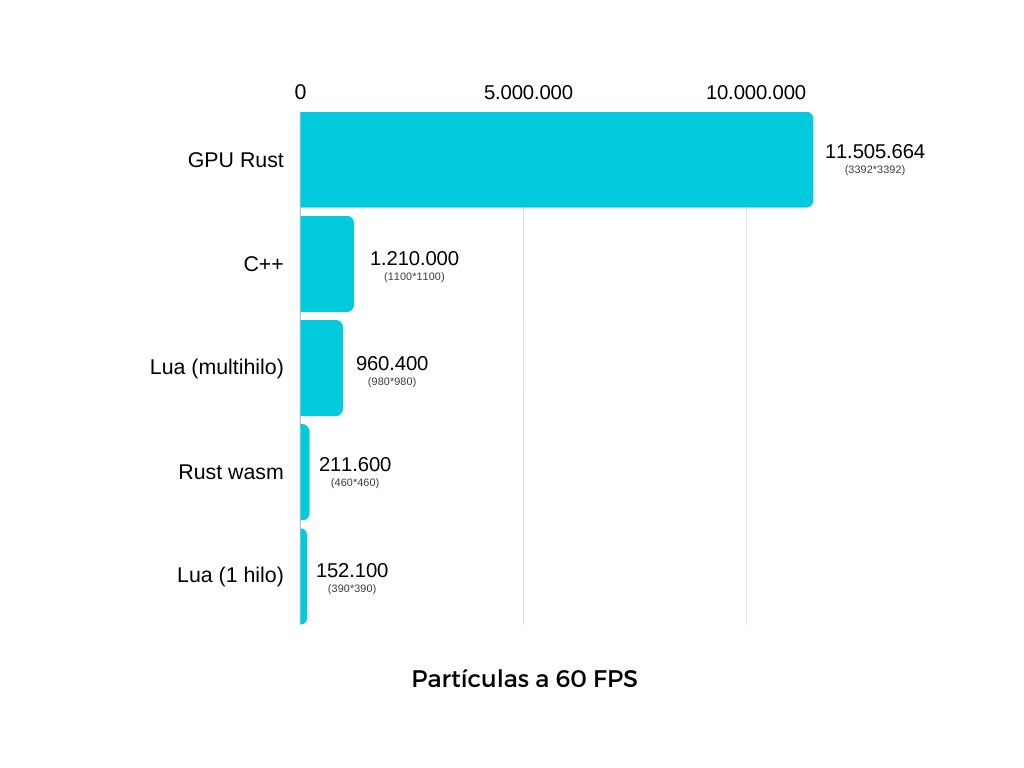 0 5.000.000 10.000.000
GPU Rust
11.505.664
(3392*3392)
C++
1.210.000
(1100*1100)
Lua (multihilo)
960.400
(980*980)
Rust wasm
211.600
(460*460)
Lua (1 hilo)
152.100
(390*390)
Partículas a 60 FPS